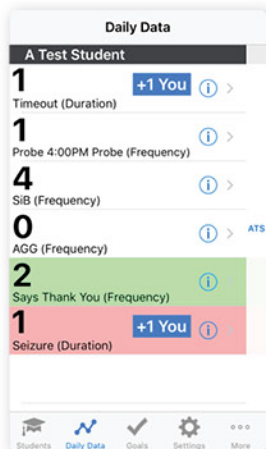 Daily Data
A Test Student
1 +1 You
Timeout (Duration)
1
Probe 4:00PM Probe (Frequency)
4
SiB (Frequency)
0
AGG (Frequency)
ATS
2
Says Thank You (Frequency)
1 +1 You
Seizure (Duration)
Students Daily Data Goals Settings More